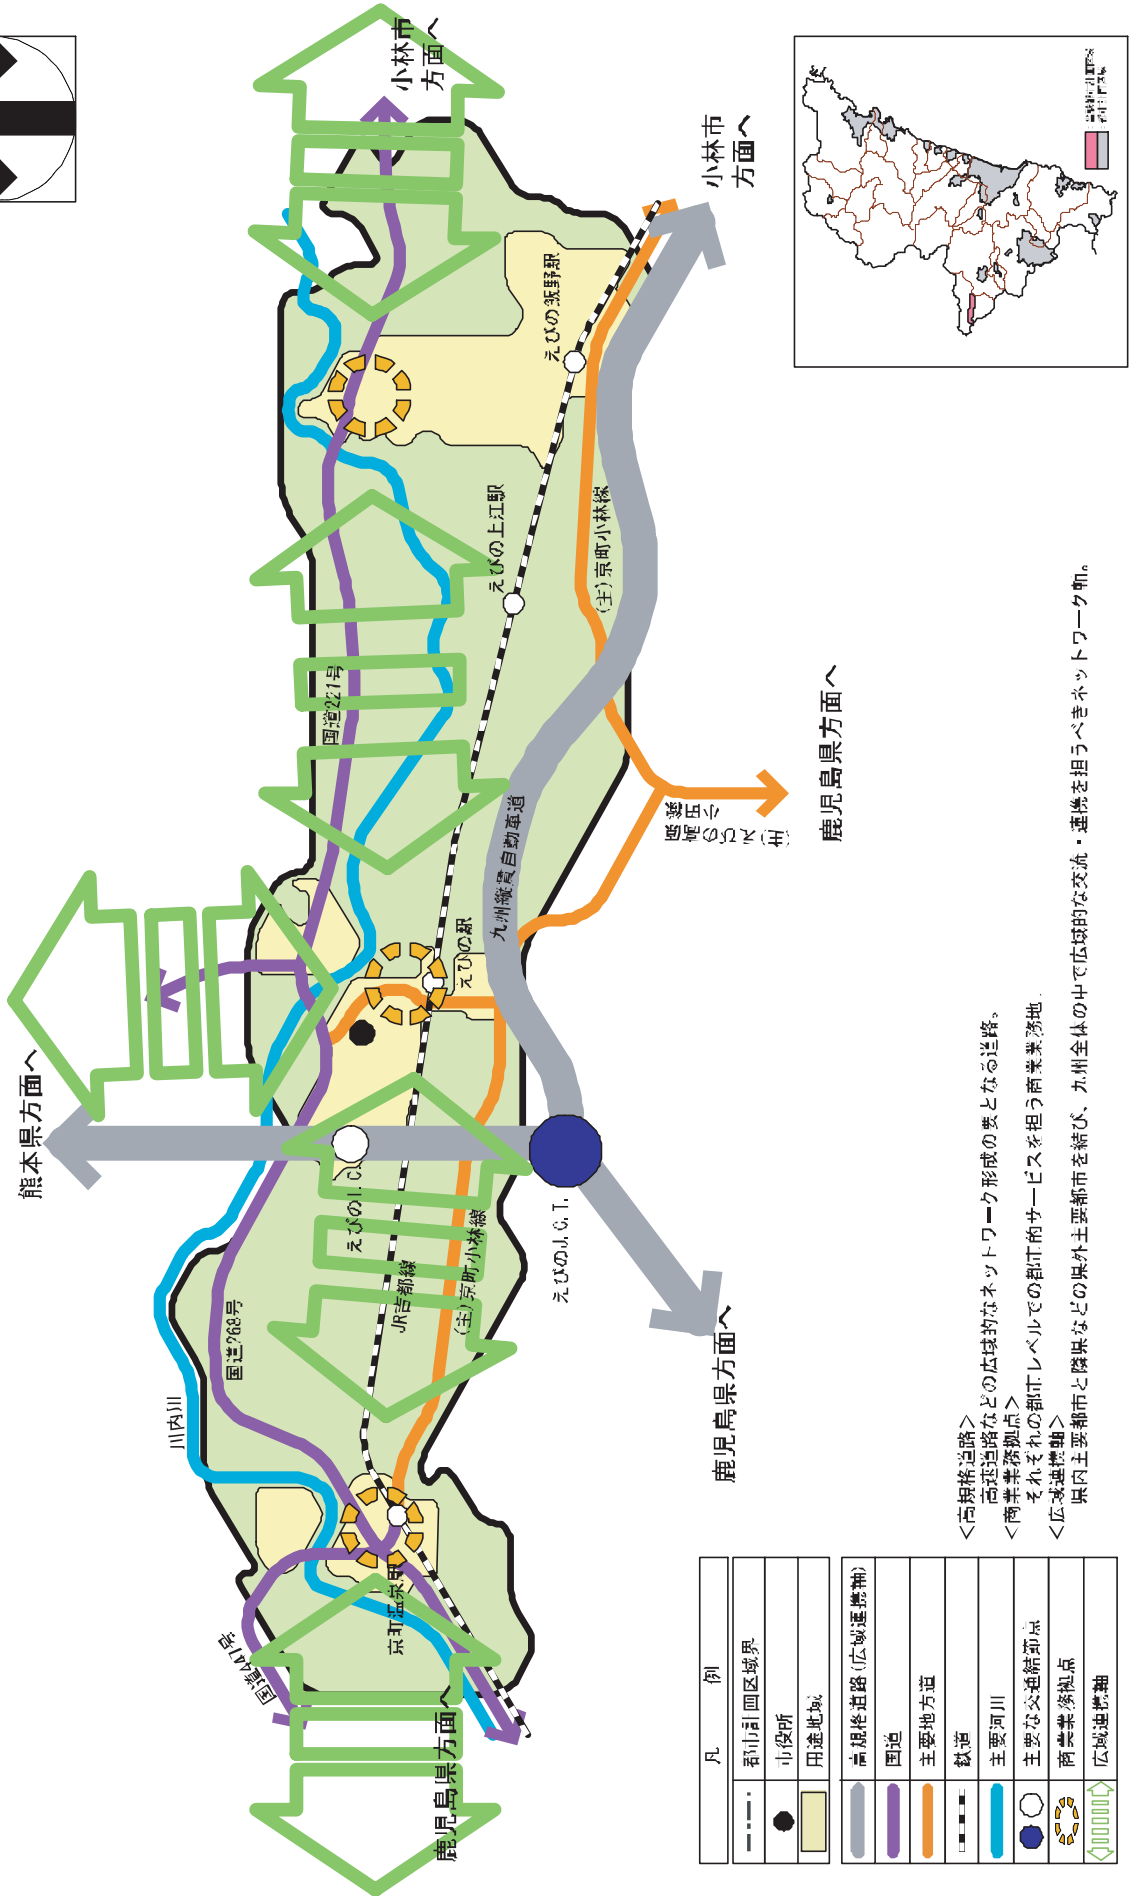 小林市
方面へ
小林市
方面へ
えびの飯野駅
えびの上江駅
(主)京町小林線
国道221号
鹿児島県方面へ
九州縦貫自動車道
えびの駅
熊本県方面へ
えびのI.C.
えびのJ.C.T.
JR吉都線
(主)京町小林線
国道268号
川内川
鹿児島県方面へ
京町温泉駅
国道447号
鹿児島県方面へ
凡 例
都市計画区域界
市役所
用途地域
高規格道路(広域連携軸)
国道
主要地方道
鉄道
主要河川
主要な交通結節点
商業業務拠点
広域連携軸
<高規格道路>
高速道路などの広域的なネットワーク形成の要となる道路。
<商業業務拠点>
それぞれの都市レベルでの都市的サービスを担う商業業務地。
<広域連携軸>
県内主要都市と隣県などの県外主要都市を結び、九州全体の中で広域的な交流・連携を担うべきネットワーク軸。